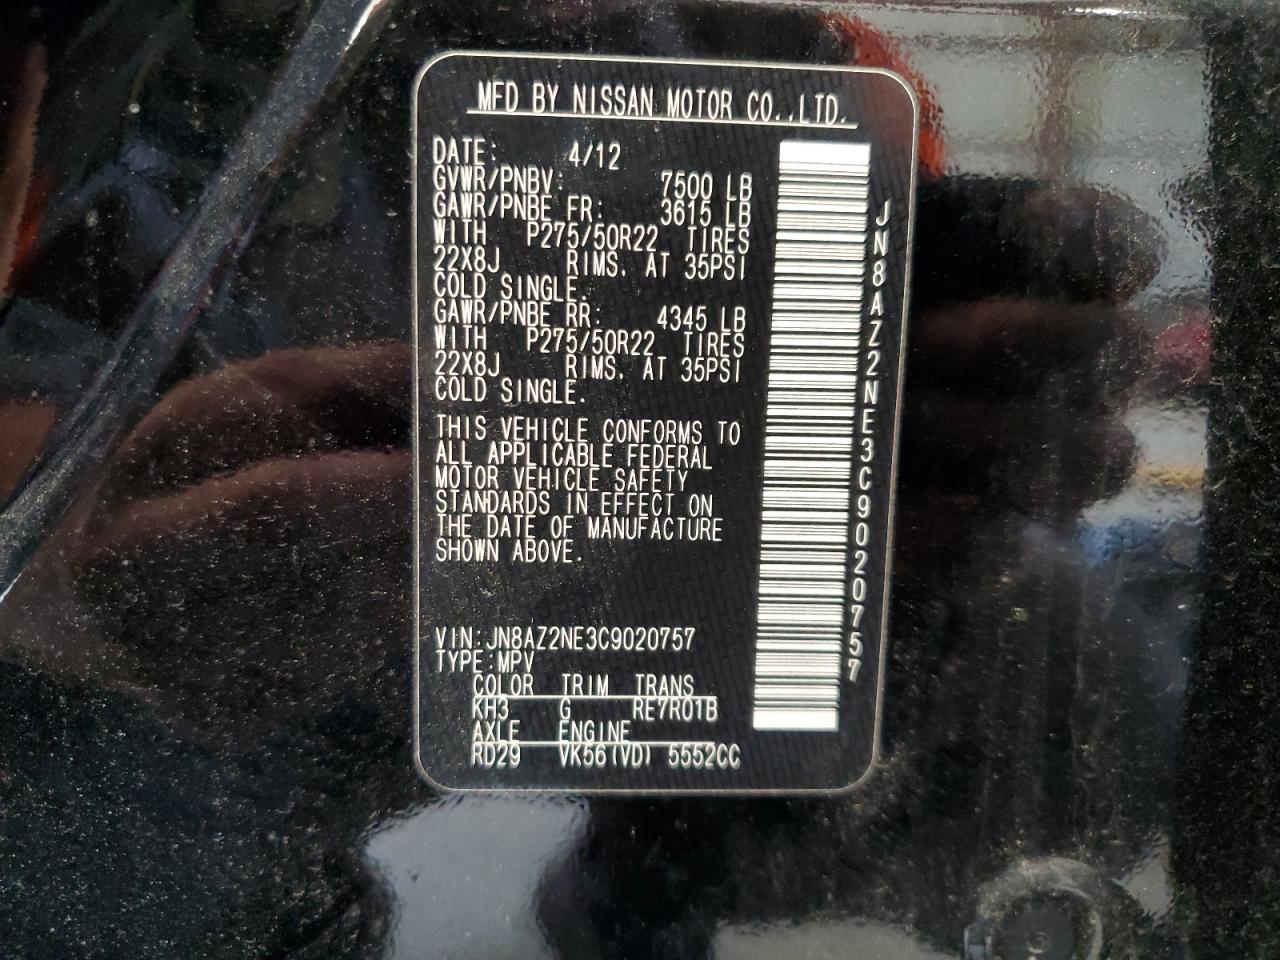 MFD BY NISSAN MOTOR CO.,LTD.
DATE: 4/12
GVWR/PNBV: 7500 LB
GAWR/PNBE FR: 3615 LB
WITH P275/50R22 TIRES
22X8J RIMS. AT 35PSI
COLD SINGLE.
GAWR/PNBE RR: 4345 LB
WITH P275/50R22 TIRES
22X8J RIMS. AT 35PSI
COLD SINGLE.
THIS VEHICLE CONFORMS TO
ALL APPLICABLE FEDERAL
MOTOR VEHICLE SAFETY
STANDARDS IN EFFECT ON
THE DATE OF MANUFACTURE
SHOWN ABOVE.
VIN:JN8AZ2NE3C9020757
TYPE:MPV
COLOR TRIM TRANS
KH3 G RE7R01B
AXLE ENGINE
RD29 VK56(VD) 5552CC
JN8AZ2NE3C9020757